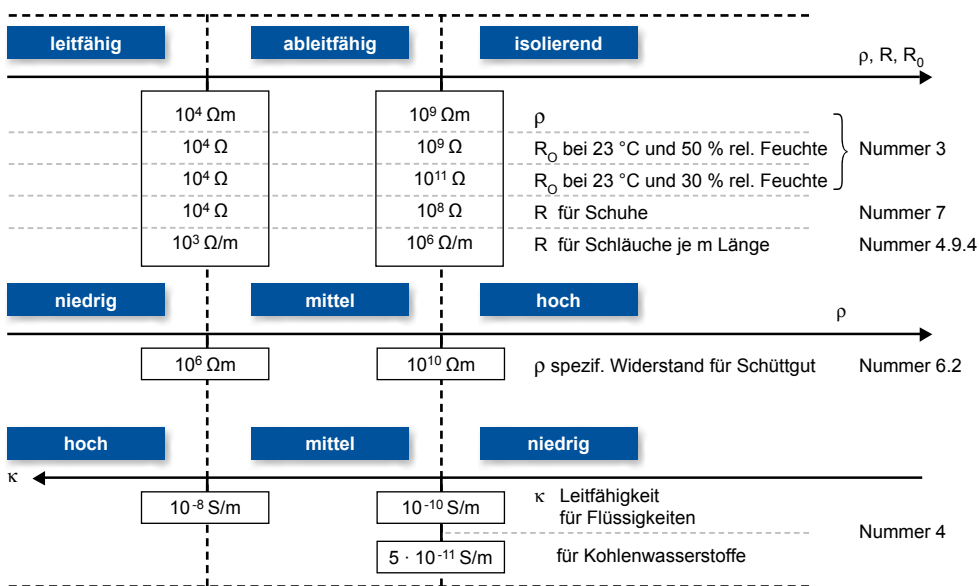 leitfähig ableitfähig isolierend
ρ, R, R₀
10⁴ Ωm 10⁹ Ωm ρ
10⁴ Ω 10⁹ Ω R_O bei 23 °C und 50 % rel. Feuchte Nummer 3
10⁴ Ω 10¹¹ Ω R_O bei 23 °C und 30 % rel. Feuchte
10⁴ Ω 10⁸ Ω R für Schuhe Nummer 7
10³ Ω/m 10⁶ Ω/m R für Schläuche je m Länge Nummer 4.9.4
niedrig mittel hoch
ρ
10⁶ Ωm 10¹⁰ Ωm ρ spezif. Widerstand für Schüttgut Nummer 6.2
hoch mittel niedrig
κ
10⁻⁸ S/m 10⁻¹⁰ S/m κ Leitfähigkeit
für Flüssigkeiten
Nummer 4
5 · 10⁻¹¹ S/m für Kohlenwasserstoffe